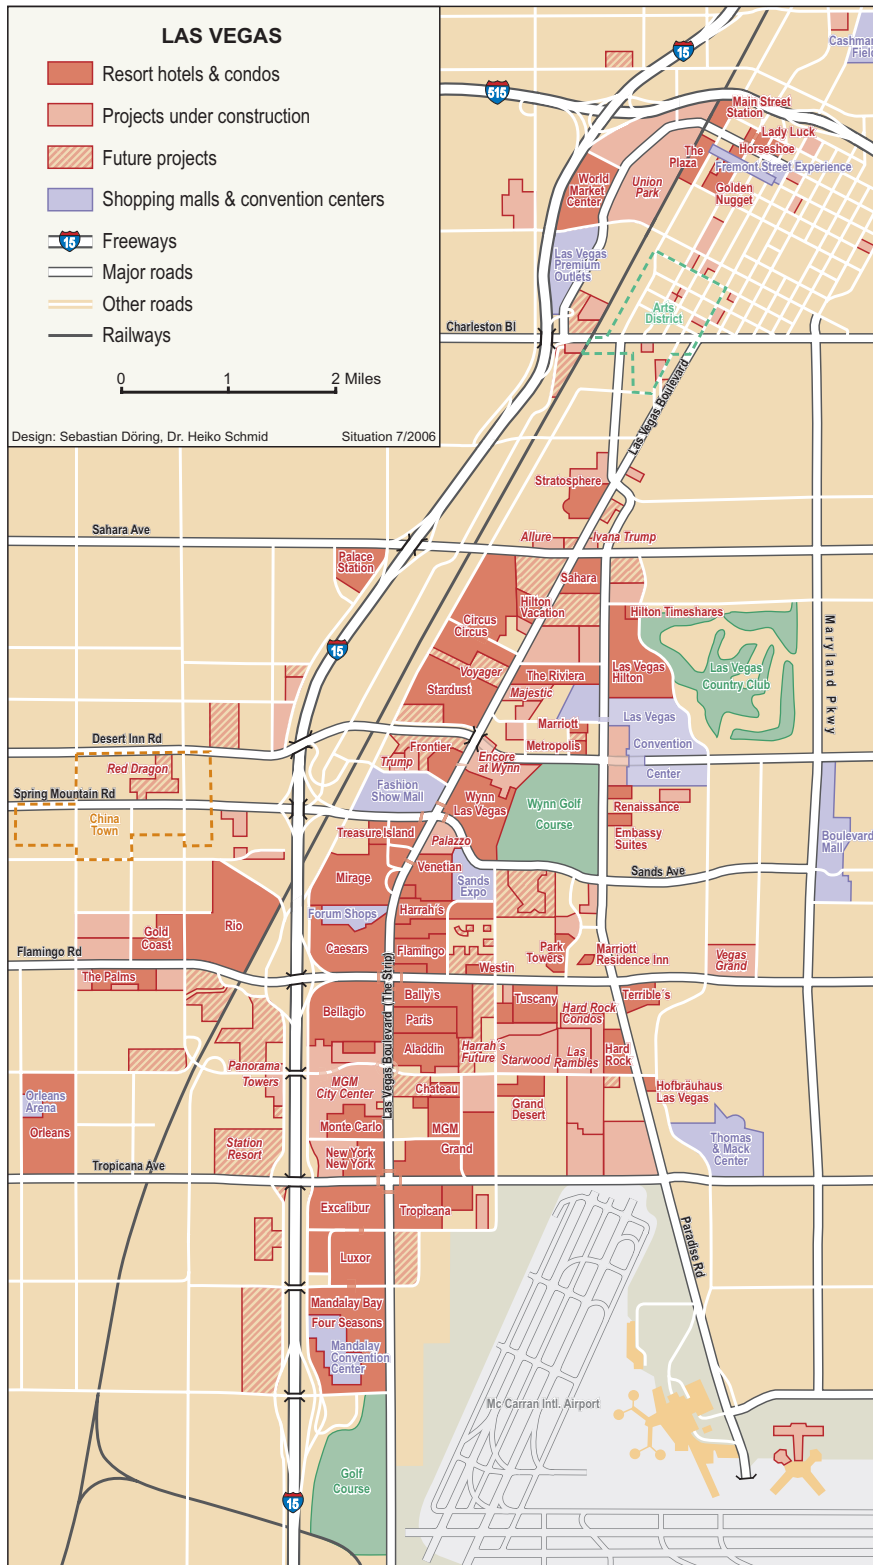 LAS VEGAS
Resort hotels & condos
Projects under construction
Future projects
Shopping malls & convention centers
15
Freeways
Major roads
Other roads
Railways
0 1 2 Miles
Design: Sebastian Döring, Dr. Heiko Schmid
Situation 7/2006
15
515
Cashman
Field
Main Street
Station
Lady Luck
Horseshoe
The
Plaza
Fremont Street Experience
Golden
Nugget
World
Market
Center
Union
Park
Las Vegas
Premium
Outlets
Arts
District
Charleston Bl
Las Vegas Boulevard
Stratosphere
Sahara Ave
Allure
Ivana Trump
Palace
Station
Sahara
Hilton
Vacation
Hilton Timeshares
Circus
Circus
15
Maryland Pkwy
Voyager
The Riviera
Las Vegas
Hilton
Las Vegas
Country Club
Stardust
Majestic
Marriott
Las Vegas
Convention
Center
Desert Inn Rd
Frontier
Metropolis
Trump
Encore
at Wynn
Red Dragon
Spring Mountain Rd
Fashion
Show Mall
Wynn
Las Vegas
Wynn Golf
Course
Renaissance
China
Town
Treasure Island
Palazzo
Embassy
Suites
Boulevard
Mall
Mirage
Venetian
Sands
Expo
Sands Ave
Forum Shops
Harrah's
Rio
Gold
Coast
Caesars
Flamingo
Flamingo Rd
Westin
Park
Towers
Marriott
Residence Inn
Vegas
Grand
The Palms
Bally's
Tuscany
Terrible's
Bellagio
Paris
Hard Rock
Condos
Las Vegas Boulevard (The Strip)
Aladdin
Harrah's
Future
Starwood
Las
Rambles
Hard
Rock
Panorama
Towers
MGM
City Center
Chateau
Hofbräuhaus
Las Vegas
Orleans
Arena
Orleans
Grand
Desert
Monte Carlo
MGM
Grand
Station
Resort
New York
New York
Thomas
& Mack
Center
Tropicana Ave
Excalibur
Tropicana
Paradise Rd
Luxor
Mandalay Bay
Four Seasons
Mandalay
Convention
Center
Mc Carran Intl. Airport
Golf
Course
15